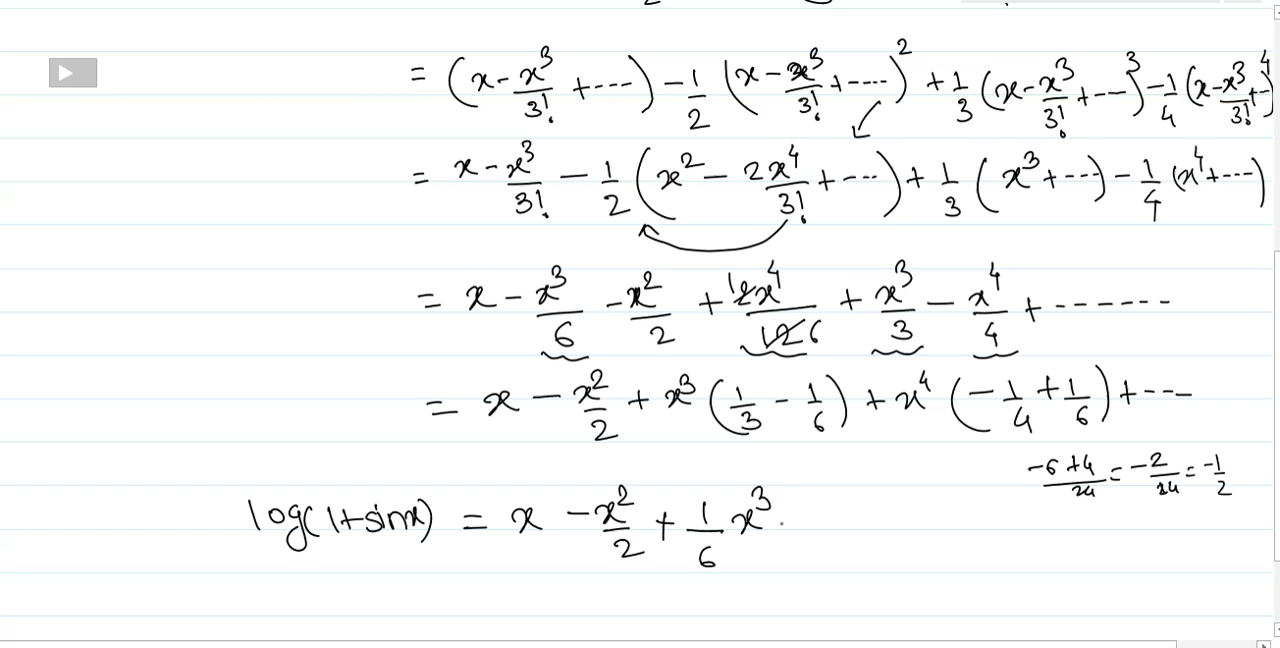 = (x - x³/3! + ----) - 1/2 (x - x³/3! + ----)² + 1/3 (x - x³/3! + ---)³ - 1/4 (x - x³/3! + -)⁴
= x - x³/3! - 1/2 (x² - 2x⁴/3! + ---) + 1/3 (x³ + ---) - 1/4 (x⁴ + ---)
= x - x³/6 - x²/2 + x⁴/6 + x³/3 - x⁴/4 + ------
= x - x²/2 + x³ (1/3 - 1/6) + x⁴ (-1/4 + 1/6) + ---
-6+4/24 = -2/24 = -1/2
log(1+sinx) = x - x²/2 + 1/6 x³.